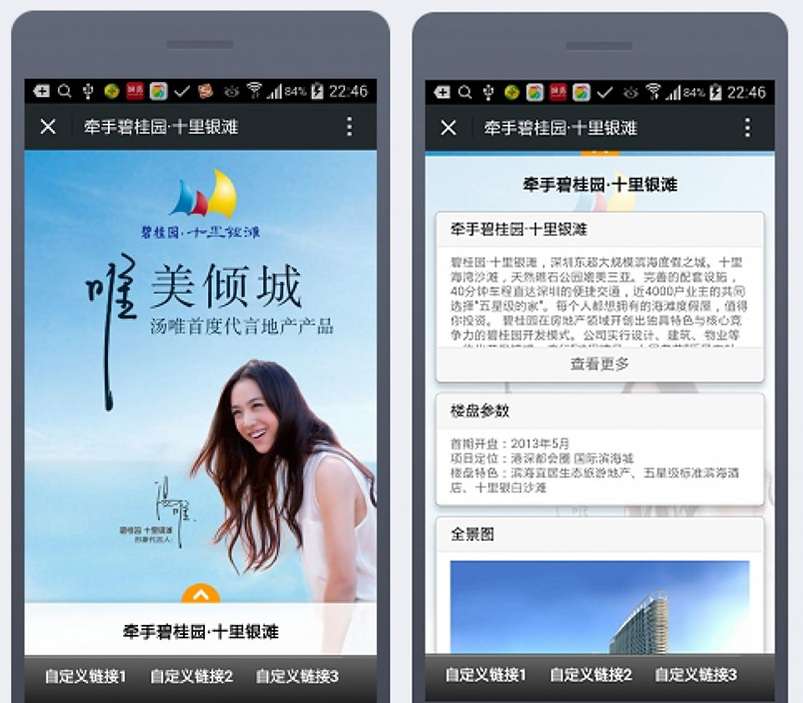 84% 22:46
牵手碧桂园·十里银滩
碧桂园·十里银滩
唯
美倾城
汤唯首度代言地产产品
碧桂园 十里银滩
形象代言人:
牵手碧桂园·十里银滩
自定义链接1 自定义链接2 自定义链接3
84% 22:46
牵手碧桂园·十里银滩
牵手碧桂园·十里银滩
牵手碧桂园·十里银滩
碧桂园·十里银滩，深圳东超大规模滨海度假之城。十里
海湾沙滩，天然礁石公园媲美三亚。完善的配套设施，
40分钟车程直达深圳的便捷交通，近4000户业主的共同
选择“五星级的家”。每个人都想拥有的海滩度假屋，值得
你投资。 碧桂园在房地产领域开创出独具特色与核心竞
争力的碧桂园开发模式。公司实行设计、建筑、物业等
查看更多
楼盘参数
首期开盘：2013年5月
项目定位：港深都会圈 国际滨海城
楼盘特色：滨海宜居生态旅游地产、五星级标准滨海酒
店、十里银白沙滩
全景图
自定义链接1 自定义链接2 自定义链接3